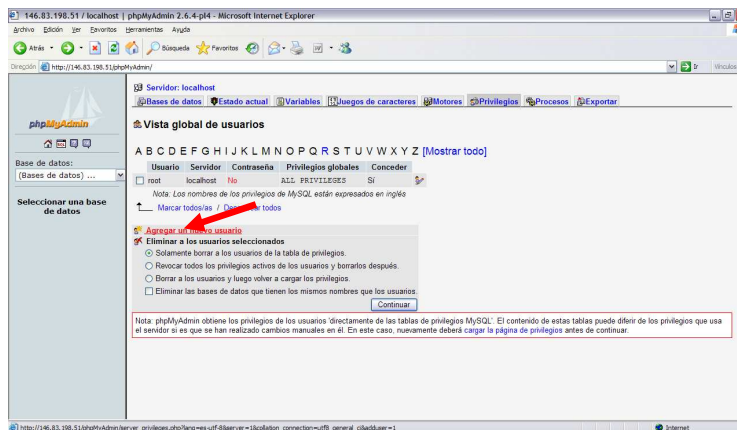 146.83.198.51 / localhost | phpMyAdmin 2.6.4-pl4 - Microsoft Internet Explorer
Archivo Edición Ver Favoritos Herramientas Ayuda
Atrás Búsqueda Favoritos
Dirección http://146.83.198.51/phpMyAdmin/ Ir Vínculos
Servidor: localhost
Bases de datos Estado actual Variables Juegos de caracteres Motores Privilegios Procesos Exportar
phpMyAdmin
Base de datos:
(Bases de datos) ...
Seleccionar una base
de datos
Vista global de usuarios
A B C D E F G H I J K L M N O P Q R S T U V W X Y Z [Mostrar todo]
Usuario Servidor Contraseña Privilegios globales Conceder
root localhost No ALL PRIVILEGES Sí
Nota: Los nombres de los privilegios de MySQL están expresados en inglés
Marcar todos/as / Desmarcar todos
Agregar un nuevo usuario
Eliminar a los usuarios seleccionados
Solamente borrar a los usuarios de la tabla de privilegios.
Revocar todos los privilegios activos de los usuarios y borrarlos después.
Borrar a los usuarios y luego volver a cargar los privilegios.
Eliminar las bases de datos que tienen los mismos nombres que los usuarios.
Continuar
Nota: phpMyAdmin obtiene los privilegios de los usuarios 'directamente de las tablas de privilegios MySQL'. El contenido de estas tablas puede diferir de los privilegios que usa
el servidor si es que se han realizado cambios manuales en él. En este caso, nuevamente deberá cargar la página de privilegios antes de continuar.
http://146.83.198.51/phpMyAdmin/server_privileges.php?lang=es-utf-8&server=1&collation_connection=utf8_general_ci&adduser=1 Internet